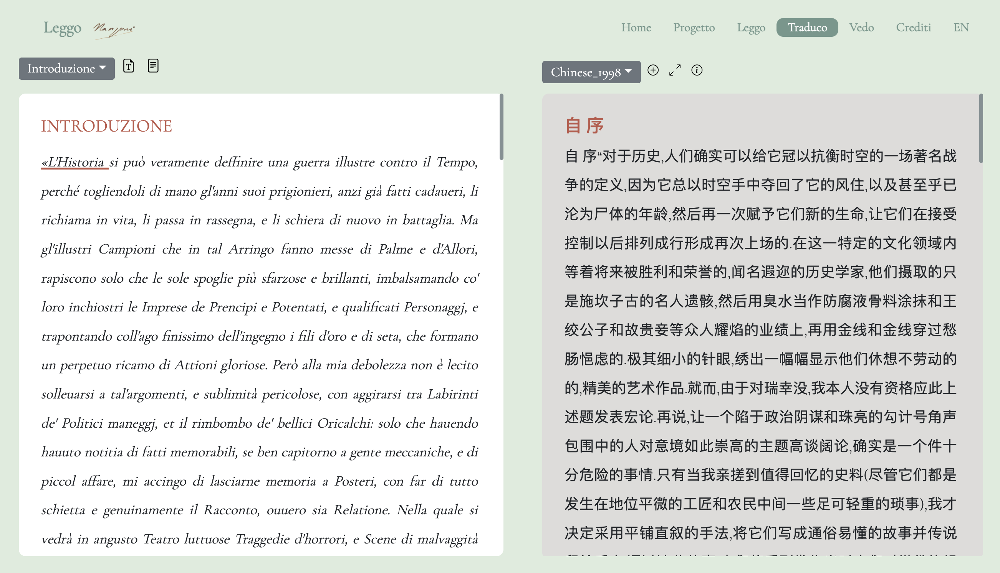 Leggo Manzoni
Home Progetto Leggo Traduco Vedo Crediti EN
Introduzione
Chinese_1998
INTRODUZIONE
«L'Historia si può veramente deffinire una guerra illustre contro il Tempo,
perché togliendoli di mano gl'anni suoi prigionieri, anzi già fatti cadaueri, li
richiama in vita, li passa in rassegna, e li schiera di nuovo in battaglia. Ma
gl'illustri Campioni che in tal Arringo fanno messe di Palme e d'Allori,
rapiscono solo che le sole spoglie più sfarzose e brillanti, imbalsamando co'
loro inchiostri le Imprese de Prencipi e Potentati, e qualificati Personaggj, e
trapontando coll'ago finissimo dell'ingegno i fili d'oro e di seta, che formano
un perpetuo ricamo di Attioni gloriose. Però alla mia debolezza non è lecito
solleuarsi a tal'argomenti, e sublimità pericolose, con aggirarsi tra Labirinti
de' Politici maneggj, et il rimbombo de' bellici Oricalchi: solo che hauendo
hauuto notitia di fatti memorabili, se ben capitorno a gente meccaniche, e di
piccol affare, mi accingo di lasciarne memoria a Posteri, con far di tutto
schietta e genuinamente il Racconto, ouuero sia Relatione. Nella quale si
vedrà in angusto Teatro luttuose Traggedie d'horrori, e Scene di malvaggità
自 序
自 序“对于历史,人们确实可以给它冠以抗衡时空的一场著名战
争的定义,因为它总以时空手中夺回了它的风住,以及甚至乎已
沦为尸体的年龄,然后再一次赋予它们新的生命,让它们在接受
控制以后排列成行形成再次上场的.在这一特定的文化领域内
等着将来被胜利和荣誉的,闻名遐迩的历史学家,他们摄取的只
是施坎子古的名人遗骸,然后用臭水当作防腐液骨料涂抹和王
绞公子和故贵妾等众人耀焰的业绩上,再用金线和金线穿过愁
肠悒虑的.极其细小的针眼,绣出一幅幅显示他们休想不劳动的
的,精美的艺术作品.就而,由于对瑞幸没,我本人没有资格应此上
述题发表宏论.再说,让一个陷于政治阴谋和珠亮的勾计号角声
包围中的人对意境如此崇高的主题高谈阔论,确实是一个件十
分危险的事情.只有当我亲搓到值得回忆的史料(尽管它们都是
发生在地位平微的工匠和农民中间一些足可轻重的琐事),我才
决定采用平铺直叙的手法,将它们写成通俗易懂的故事并传说